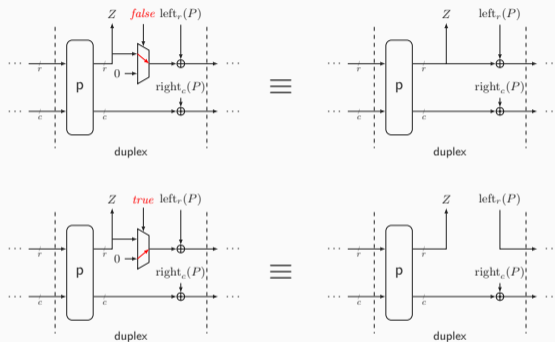 Z false left_r(P)
r p r 0 right_c(P)
c c
duplex
≡
Z left_r(P)
r p r right_c(P)
c c
duplex
Z true left_r(P)
r p r 0 right_c(P)
c c
duplex
≡
Z left_r(P)
r p r right_c(P)
c c
duplex